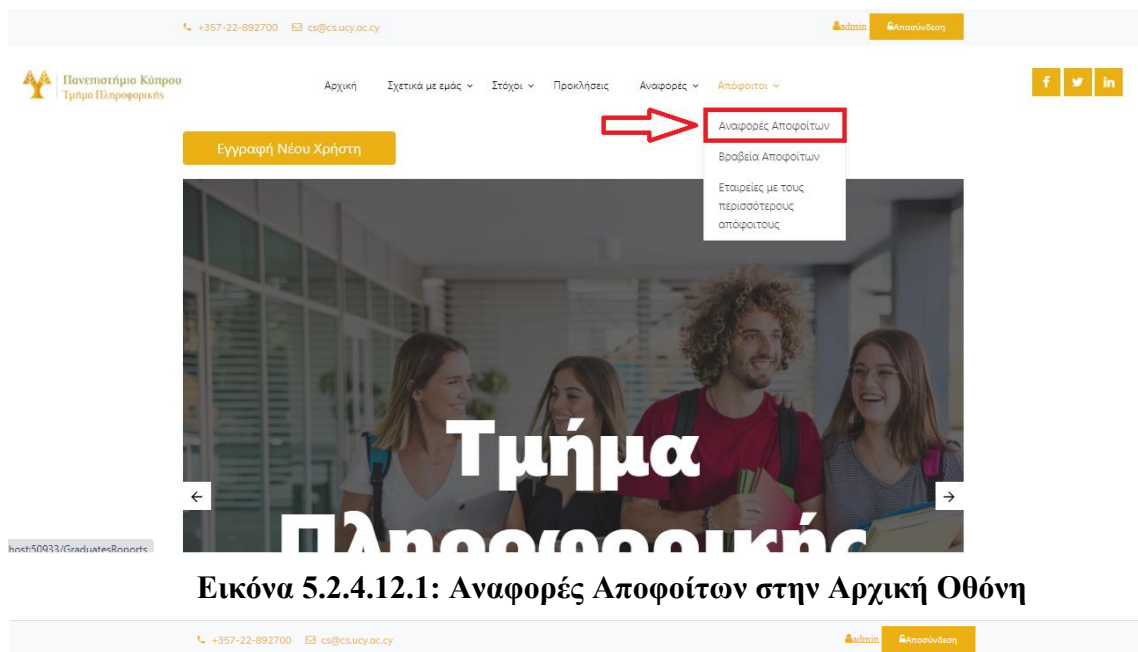 +357-22-892700 cs@cs.ucy.ac.cy admin Αποσύνδεση
Πανεπιστήμιο Κύπρου
Τμήμα Πληροφορικής
Αρχική Σχετικά με εμάς Στόχοι Προκλήσεις Αναφορές Απόφοιτοι
f in
Αναφορές Αποφοίτων
Βραβεία Αποφοίτων
Εταιρείες με τους
περισσότερους
απόφοιτους
Εγγραφή Νέου Χρήστη
Τμήμα
Πληροφορικής
host:50933/GraduatesReports
Εικόνα 5.2.4.12.1: Αναφορές Αποφοίτων στην Αρχική Οθόνη
+357-22-892700 cs@cs.ucy.ac.cy admin Αποσύνδεση